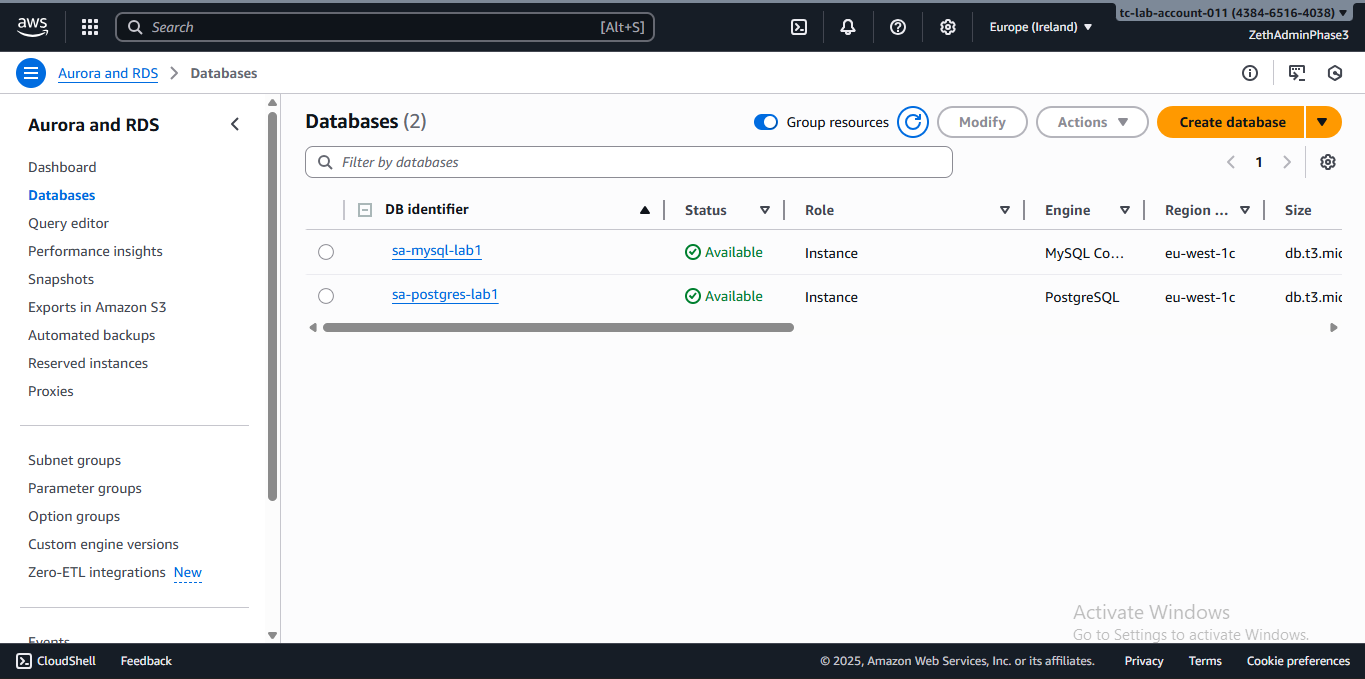 aws
Search [Alt+S]
Europe (Ireland)
tc-lab-account-011 (4384-6516-4038)
ZethAdminPhase3
Aurora and RDS
Databases
Aurora and RDS
Dashboard
Databases
Query editor
Performance insights
Snapshots
Exports in Amazon S3
Automated backups
Reserved instances
Proxies
Subnet groups
Parameter groups
Option groups
Custom engine versions
Zero-ETL integrations New
Events
Databases (2)
Group resources
Modify
Actions
Create database
Filter by databases
1
DB identifier Status Role Engine Region ... Size
sa-mysql-lab1 Available Instance MySQL Co... eu-west-1c db.t3.mic
sa-postgres-lab1 Available Instance PostgreSQL eu-west-1c db.t3.mic
Activate Windows
Go to Settings to activate Windows.
CloudShell Feedback © 2025, Amazon Web Services, Inc. or its affiliates. Privacy Terms Cookie preferences